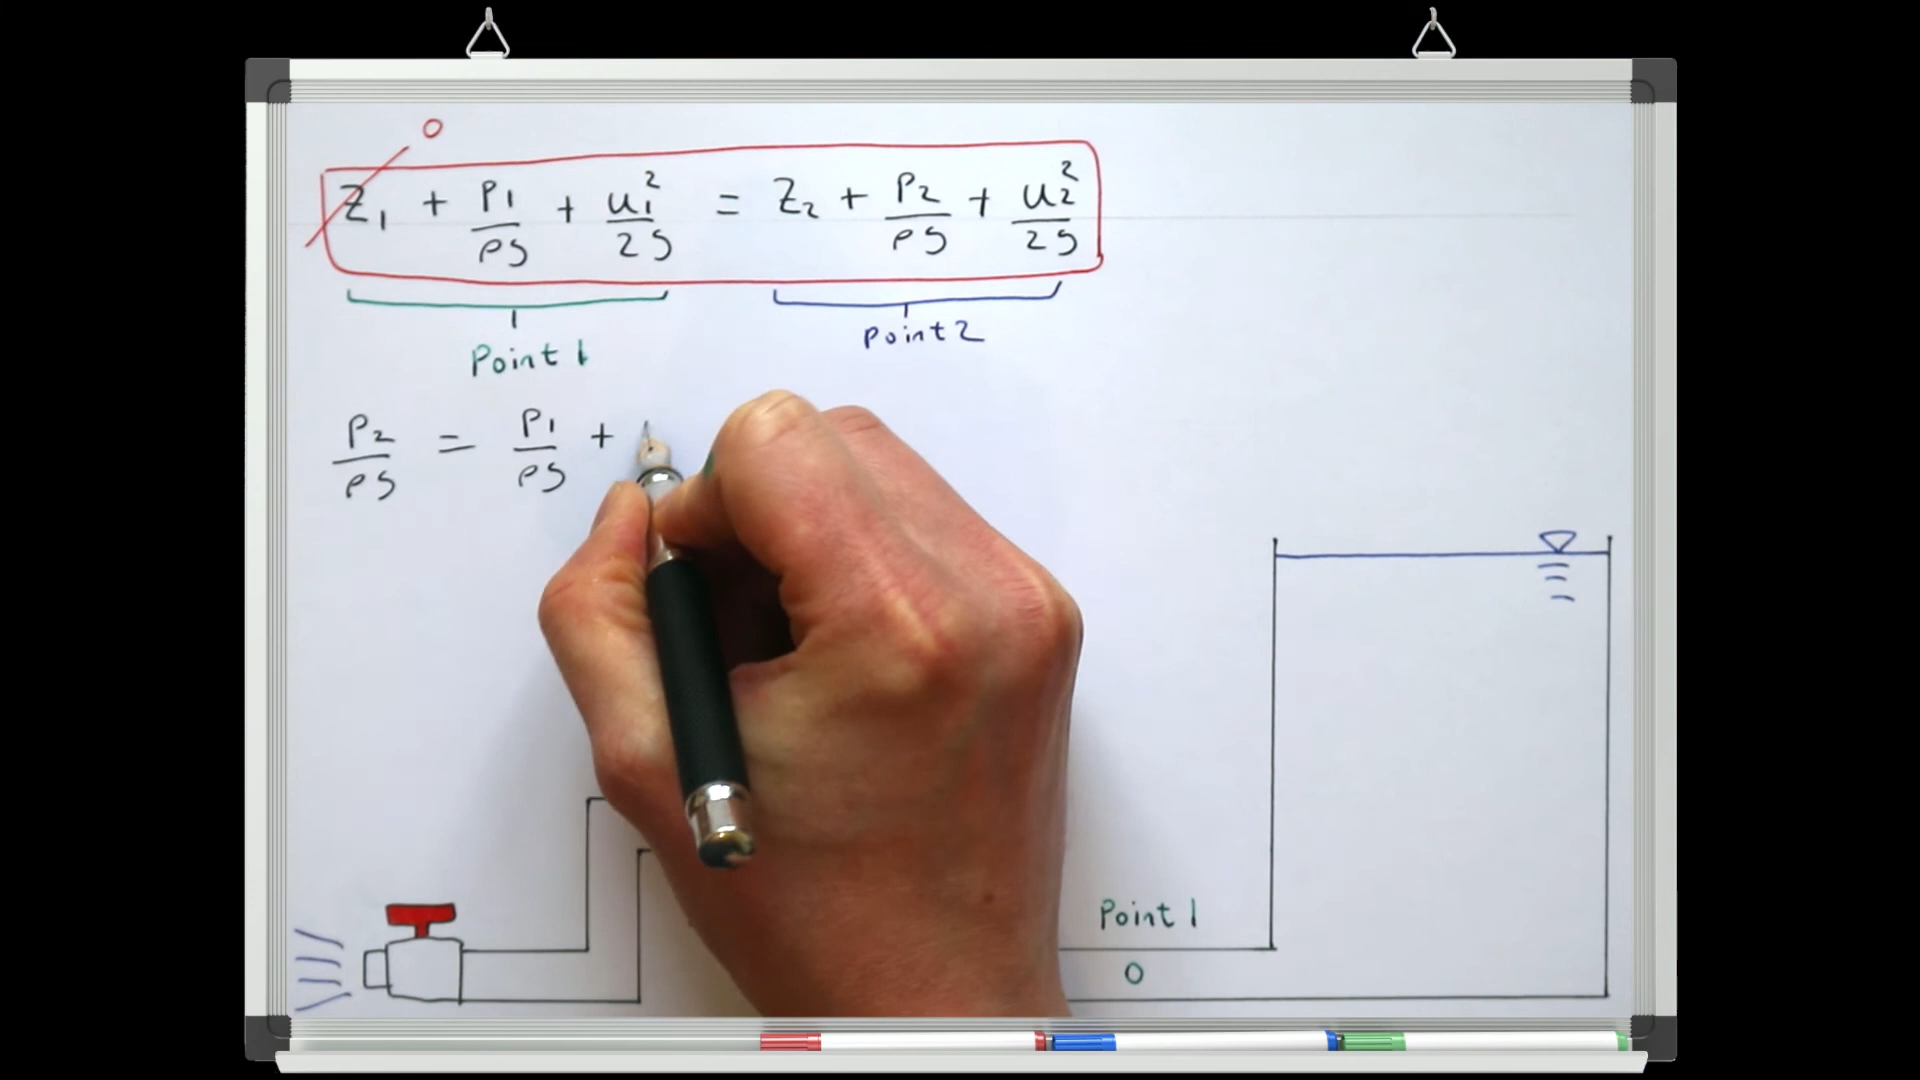 0
Z₁ + P₁/ρg + u₁²/2g = Z₂ + P₂/ρg + u₂²/2g
Point 1
Point 2
P₂/ρg = P₁/ρg +
Point 1
0